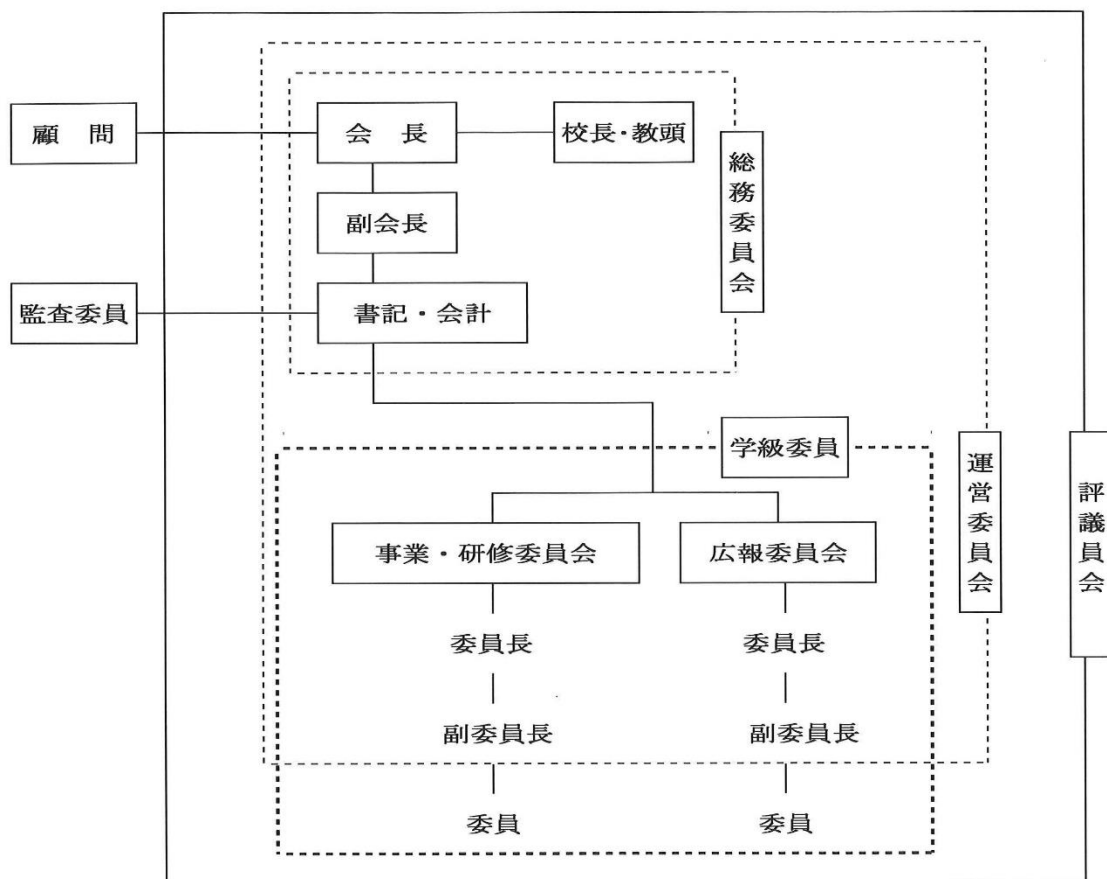 顧　問
会　長
校長・教頭
総務委員会
副会長
監査委員
書記・会計
学級委員
運営委員会
評議員会
事業・研修委員会
広報委員会
委員長
委員長
副委員長
副委員長
委員
委員